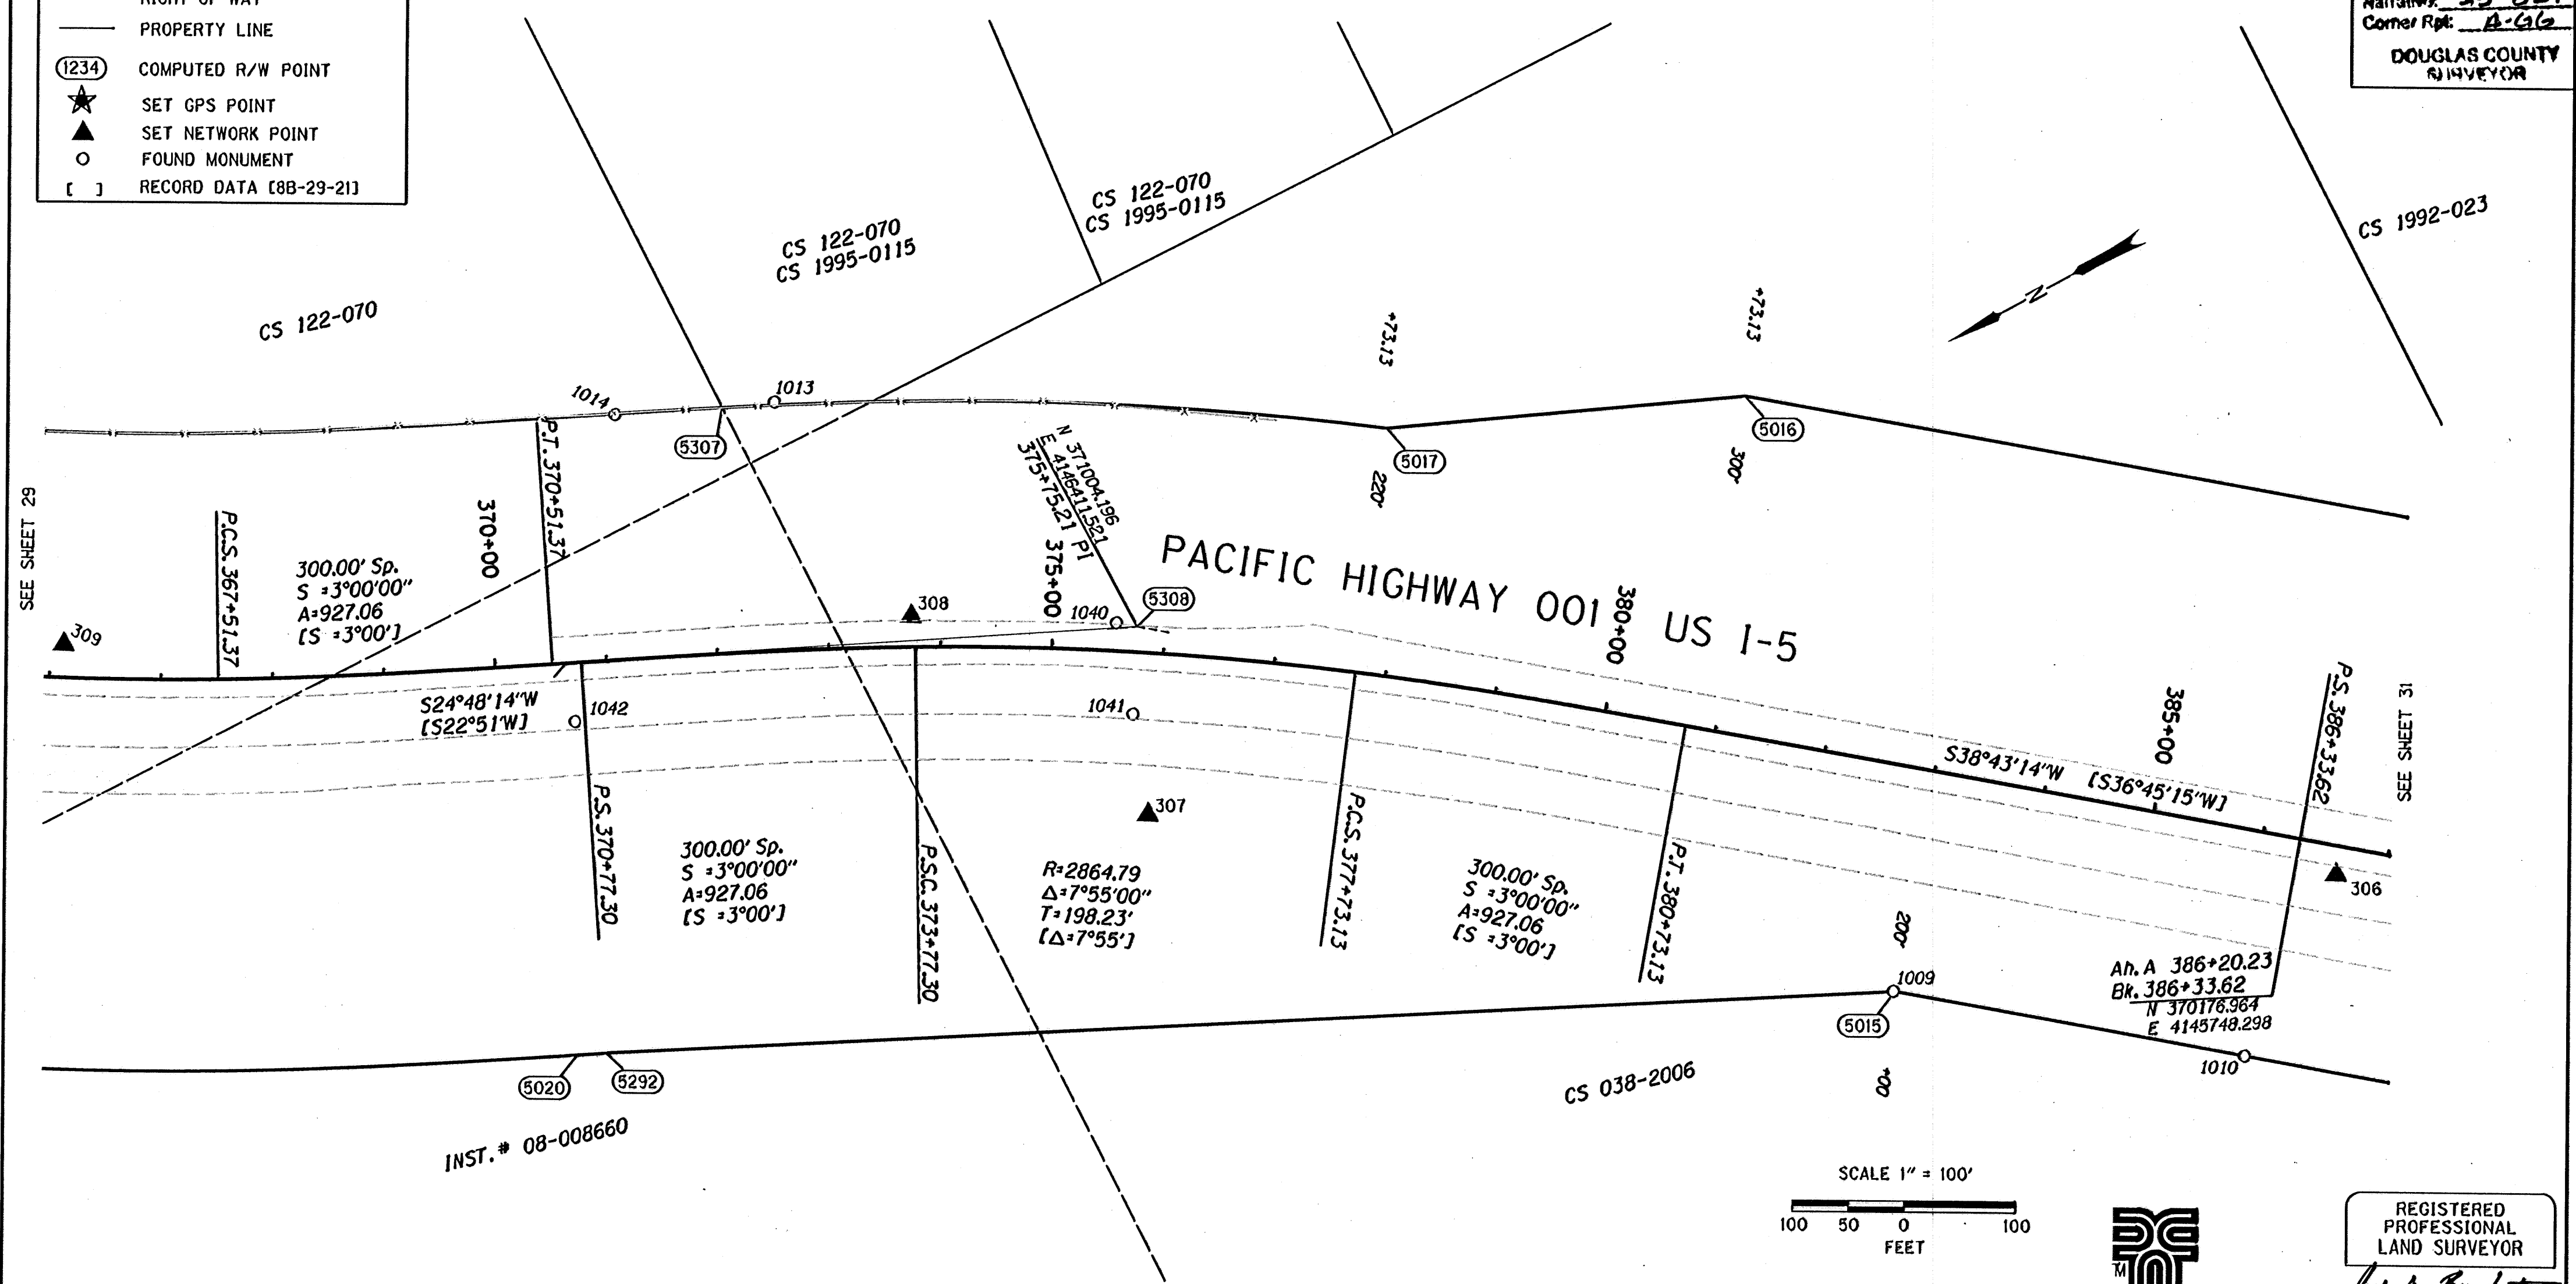 PROPERTY LINE
1234 COMPUTED R/W POINT
SET GPS POINT
SET NETWORK POINT
FOUND MONUMENT
[ ] RECORD DATA [8B-29-21]
Corner Rpt: A-GG
DOUGLAS COUNTY
SURVEYOR
CS 122-070
CS 122-070
CS 1995-0115
CS 122-070
CS 1995-0115
CS 1992-023
N
+73.13
+73.13
1014
1013
5307
5017
5016
220'
300'
SEE SHEET 29
P.C.S. 367+51.37
300.00' Sp.
S =3°00'00"
A=927.06
[S =3°00']
370+00
P.T. 370+51.37
N 371004.196
E 4146411.521
375+75.21 PI
375+00
PACIFIC HIGHWAY 001 US I-5
380+00
309
308
1040
5308
S24°48'14"W
[S22°51'W]
1042
1041
307
385+00
P.S. 386+33.62
SEE SHEET 31
S38°43'14"W [S36°45'15"W]
P.S. 370+77.30
300.00' Sp.
S =3°00'00"
A=927.06
[S =3°00']
P.S.C. 373+77.30
R=2864.79
Δ=7°55'00"
T=198.23'
[Δ=7°55']
P.C.S. 377+73.13
300.00' Sp.
S =3°00'00"
A=927.06
[S =3°00']
P.T. 380+73.13
306
200'
1009
5015
+00
Ah. A 386+20.23
Bk. 386+33.62
N 370176.964
E 4145748.298
1010
5020
5292
INST.# 08-008660
CS 038-2006
SCALE 1" = 100'
100 50 0 100
FEET
TM
REGISTERED
PROFESSIONAL
LAND SURVEYOR